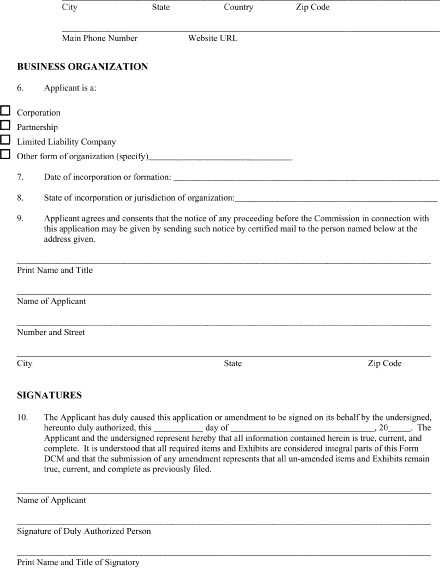 City State Country Zip Code
Main Phone Number Website URL
BUSINESS ORGANIZATION
6. Applicant is a:
Corporation
Partnership
Limited Liability Company
Other form of organization (specify)________________________________
7. Date of incorporation or formation: ________________________________
8. State of incorporation or jurisdiction of organization:________________________________
9. Applicant agrees and consents that the notice of any proceeding before the Commission in connection with
this application may be given by sending such notice by certified mail to the person named below at the
address given.
Print Name and Title
Name of Applicant
Number and Street
City State Zip Code
SIGNATURES
10. The Applicant has duly caused this application or amendment to be signed on its behalf by the undersigned,
hereunto duly authorized, this ___________ day of ________________________________, 20_____. The
Applicant and the undersigned represent hereby that all information contained herein is true, current, and
complete. It is understood that all required items and Exhibits are considered integral parts of this Form
DCM and that the submission of any amendment represents that all un-amended items and Exhibits remain
true, current, and complete as previously filed.
Name of Applicant
Signature of Duly Authorized Person
Print Name and Title of Signatory